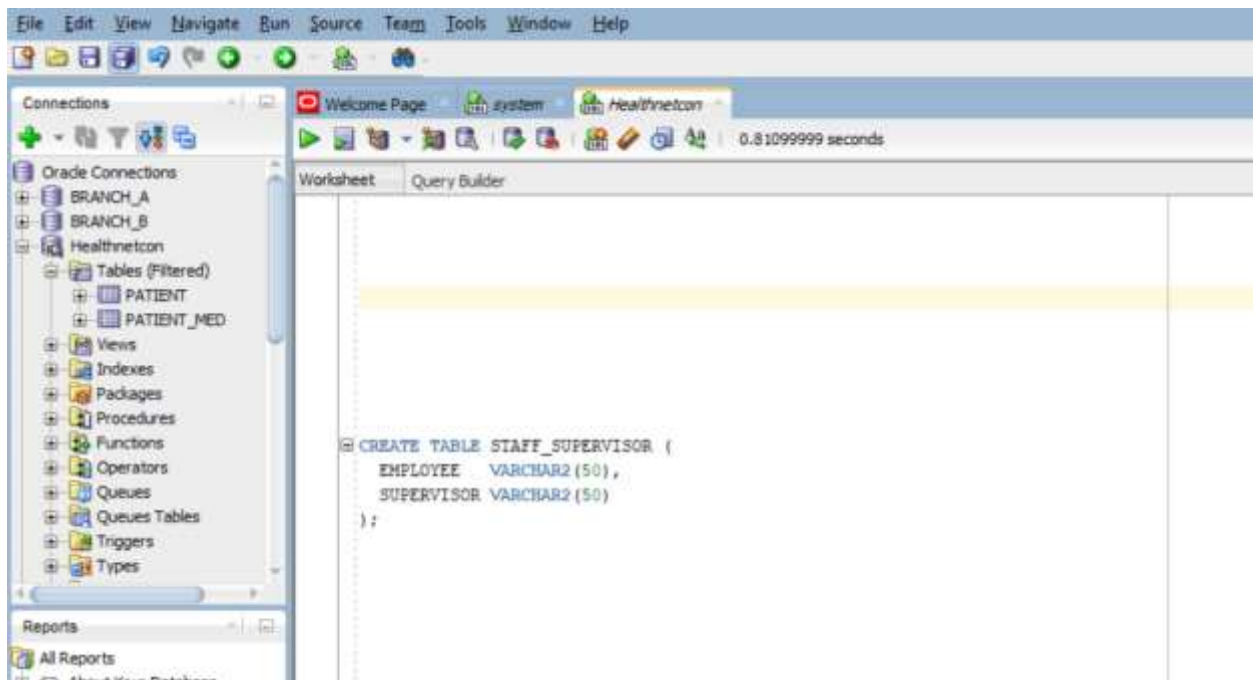 File Edit View Navigate Run Source Team Tools Window Help
Connections
Welcome Page system Healthnetcon
0.81099999 seconds
Oracle Connections
BRANCH_A
BRANCH_B
Healthnetcon
Tables (Filtered)
PATIENT
PATIENT_MED
Views
Indexes
Packages
Procedures
Functions
Operators
Queues
Queues Tables
Triggers
Types
Worksheet Query Builder
CREATE TABLE STAFF_SUPERVISOR (
EMPLOYEE VARCHAR2(50),
SUPERVISOR VARCHAR2(50)
);
Reports
All Reports